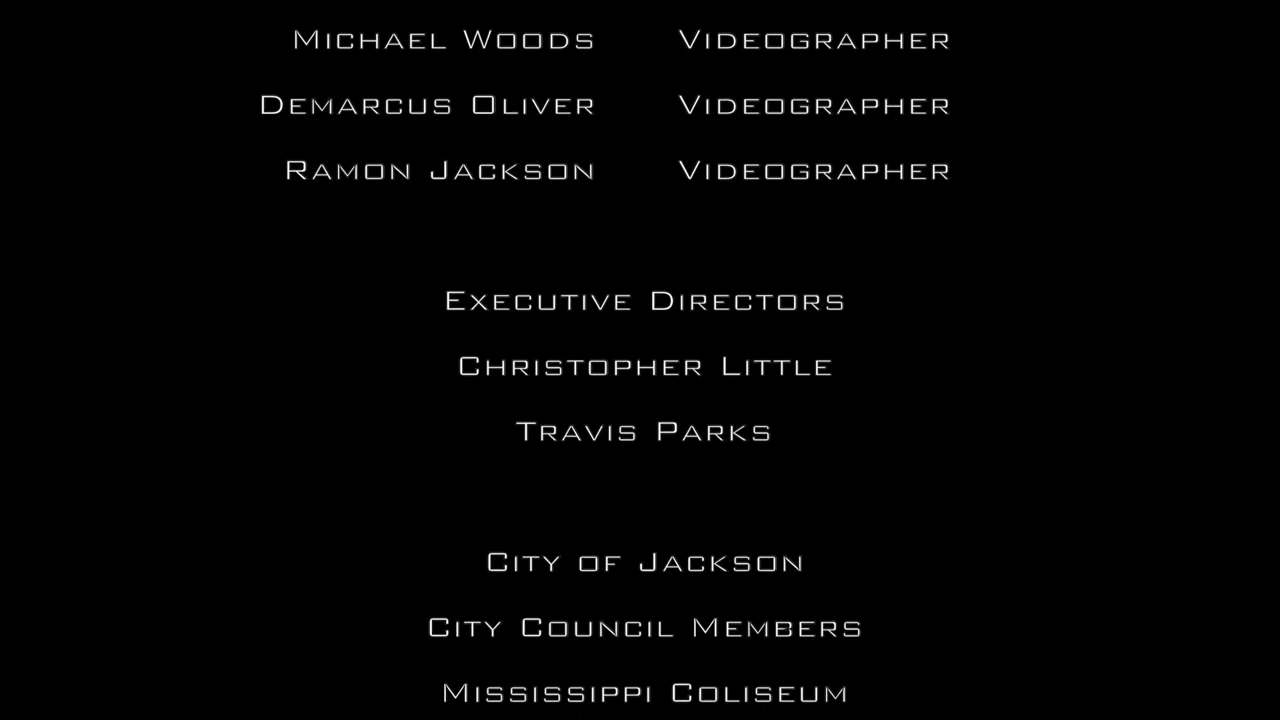 Michael Woods Videographer
Demarcus Oliver Videographer
Ramon Jackson Videographer
Executive Directors
Christopher Little
Travis Parks
City of Jackson
City Council Members
Mississippi Coliseum